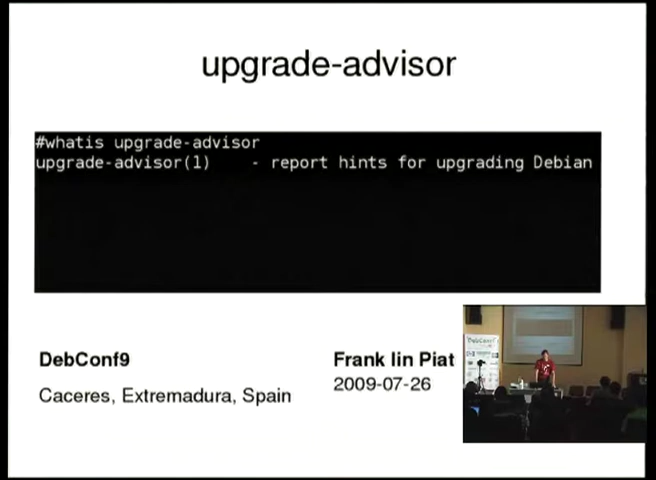 upgrade-advisor
#whatis upgrade-advisor
upgrade-advisor(1) - report hints for upgrading Debian
DebConf9
Frank lin Piat
Caceres, Extremadura, Spain
2009-07-26
DebConf